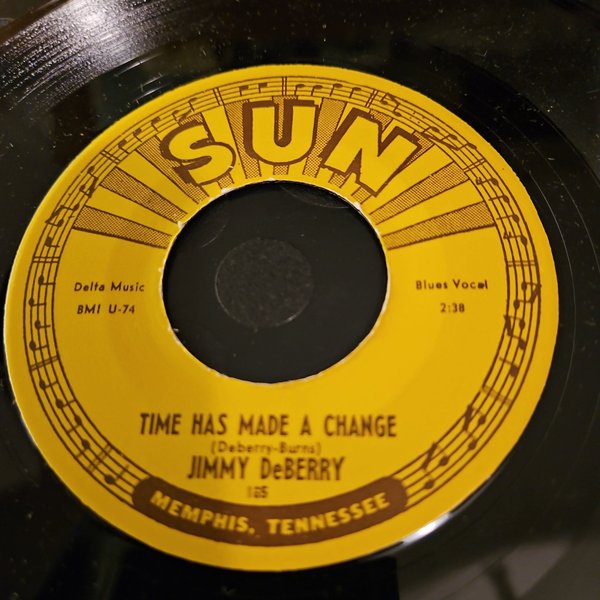 SUN
Delta Music
BMI U-74
Blues Vocal
2:38
TIME HAS MADE A CHANGE
(Deberry-Burns)
JIMMY DeBERRY
185
MEMPHIS, TENNESSEE